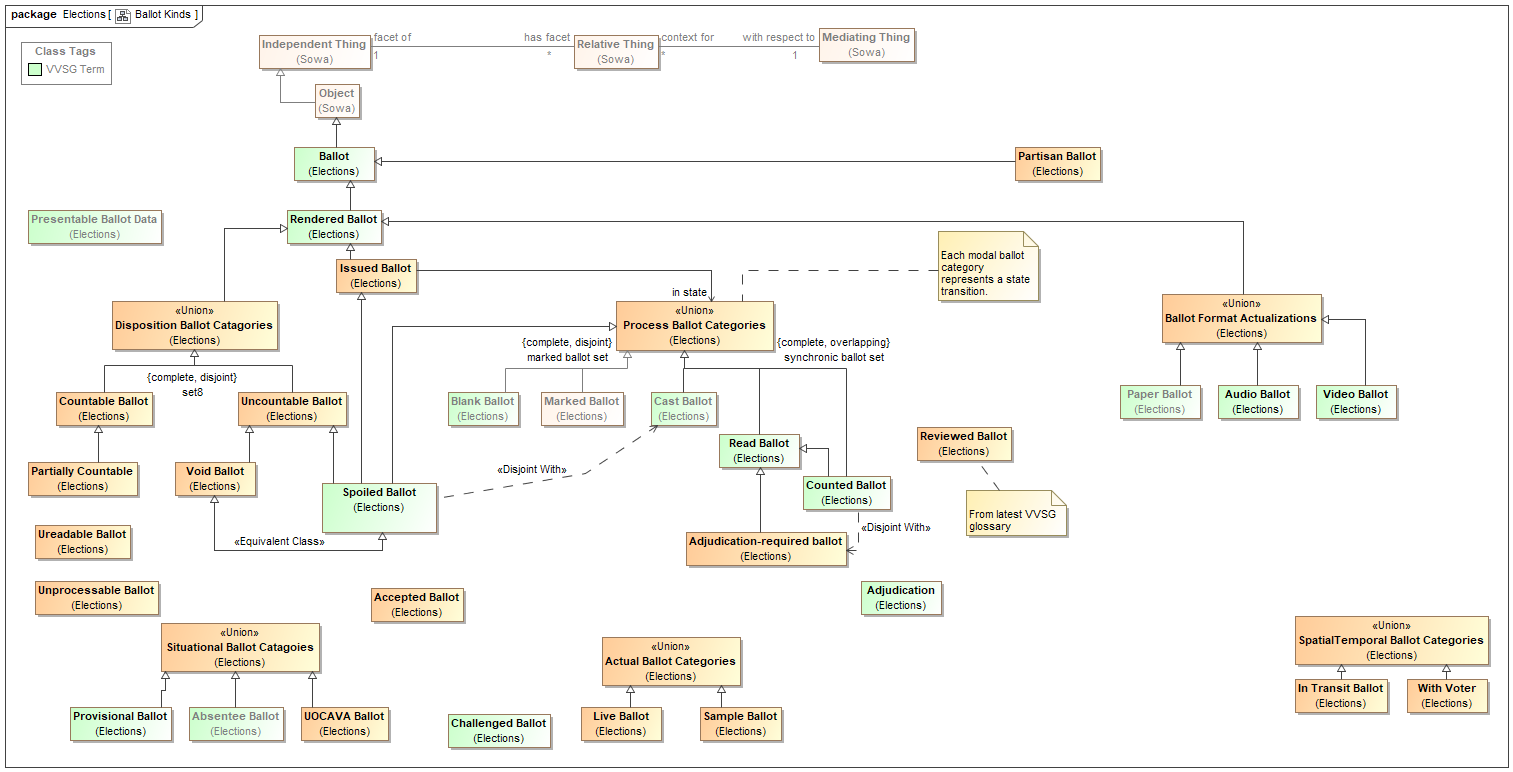 package Elections [ Ballot Kinds ]
Class Tags
VVSG Term
Independent Thing
(Sowa)
facet of
1
has facet
*
Relative Thing
(Sowa)
context for
*
with respect to
1
Mediating Thing
(Sowa)
Object
(Sowa)
Ballot
(Elections)
Partisan Ballot
(Elections)
Presentable Ballot Data
(Elections)
Rendered Ballot
(Elections)
Issued Ballot
(Elections)
in state
Each modal ballot
category
represents a state
transition.
«Union»
Disposition Ballot Catagories
(Elections)
«Union»
Process Ballot Categories
(Elections)
«Union»
Ballot Format Actualizations
(Elections)
{complete, disjoint}
marked ballot set
{complete, overlapping}
synchronic ballot set
{complete, disjoint}
set8
Countable Ballot
(Elections)
Uncountable Ballot
(Elections)
Blank Ballot
(Elections)
Marked Ballot
(Elections)
Cast Ballot
(Elections)
Paper Ballot
(Elections)
Audio Ballot
(Elections)
Video Ballot
(Elections)
Partially Countable
(Elections)
Void Ballot
(Elections)
Spoiled Ballot
(Elections)
«Disjoint With»
Read Ballot
(Elections)
Reviewed Ballot
(Elections)
Counted Ballot
(Elections)
From latest VVSG
glossary
«Disjoint With»
Ureadable Ballot
(Elections)
«Equivalent Class»
Adjudication-required ballot
(Elections)
Unprocessable Ballot
(Elections)
Accepted Ballot
(Elections)
Adjudication
(Elections)
«Union»
Situational Ballot Catagoies
(Elections)
«Union»
Actual Ballot Categories
(Elections)
«Union»
SpatialTemporal Ballot Categories
(Elections)
Provisional Ballot
(Elections)
Absentee Ballot
(Elections)
UOCAVA Ballot
(Elections)
Challenged Ballot
(Elections)
Live Ballot
(Elections)
Sample Ballot
(Elections)
In Transit Ballot
(Elections)
With Voter
(Elections)